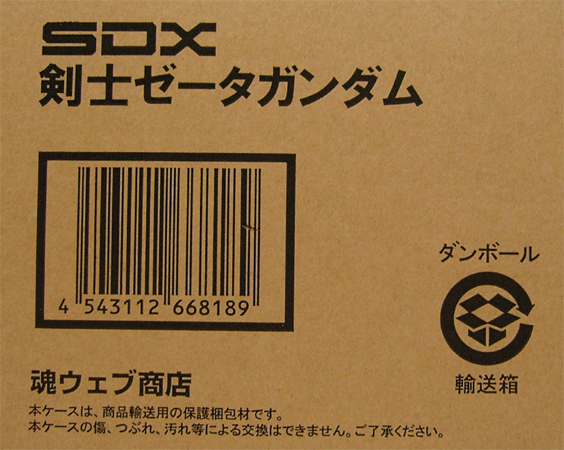 SDX
剣士ゼータガンダム
4 543112 668189
ダンボール
輸送箱
魂ウェブ商店
本ケースは、商品輸送用の保護梱包材です。
本ケースの傷、つぶれ、汚れ等による交換はできません。ご了承ください。